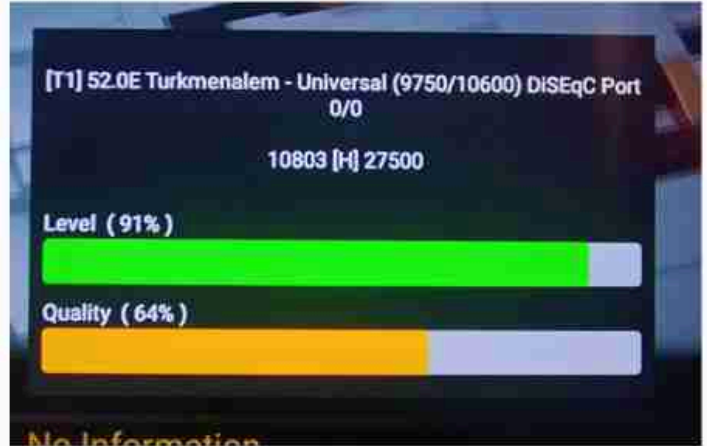 [T1] 52.0E Turkmenalem - Universal (9750/10600) DiSEqC Port
0/0
10803 [H] 27500
Level (91%)
Quality (64%)
No Information